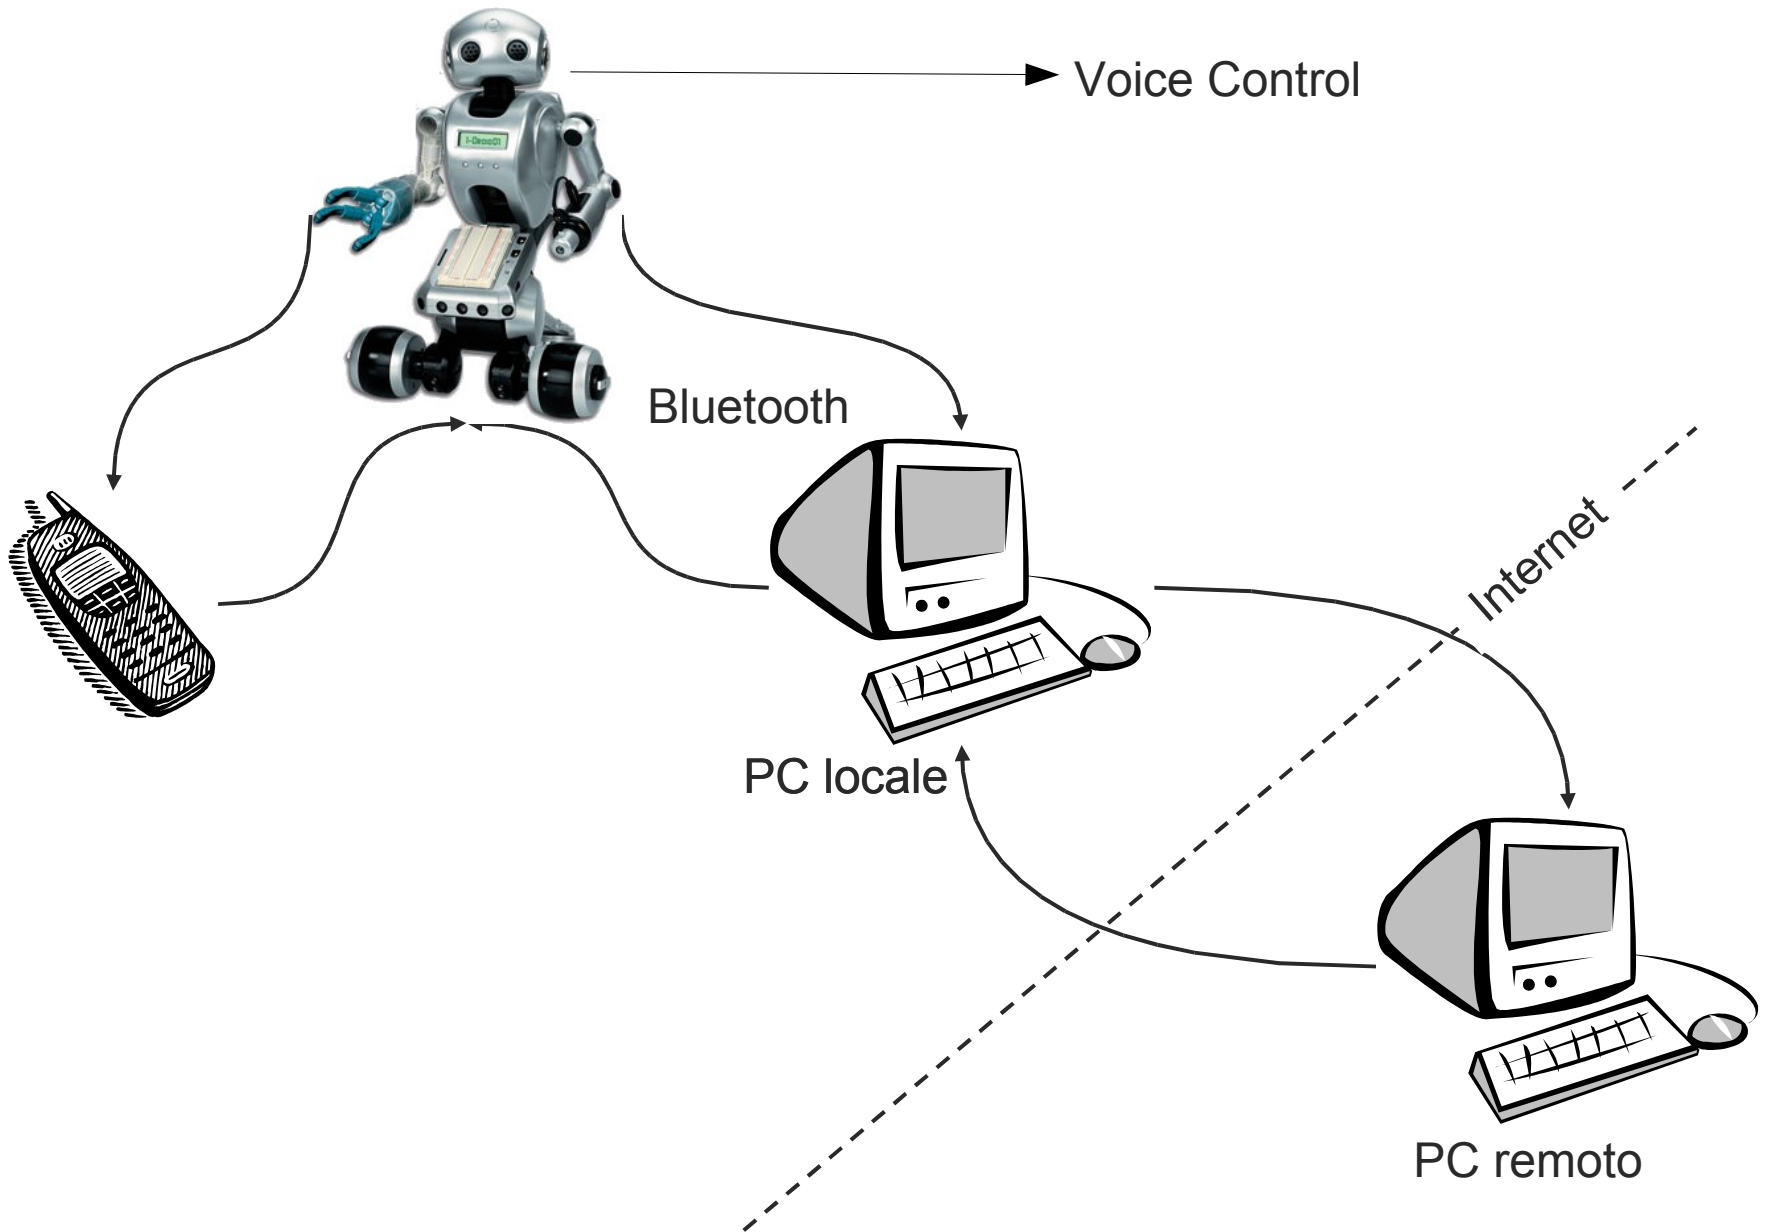 Voice Control
Bluetooth
Internet
PC locale
PC remoto